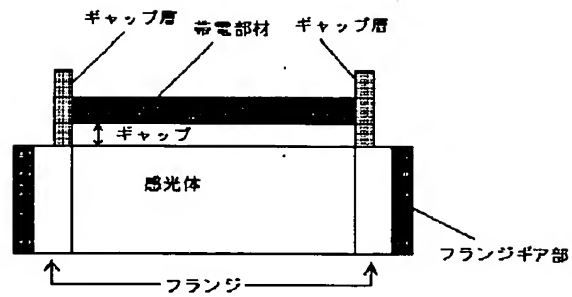 ギャップ層
帯電部材
ギャップ層
ギャップ
感光体
フランジギア部
フランジ